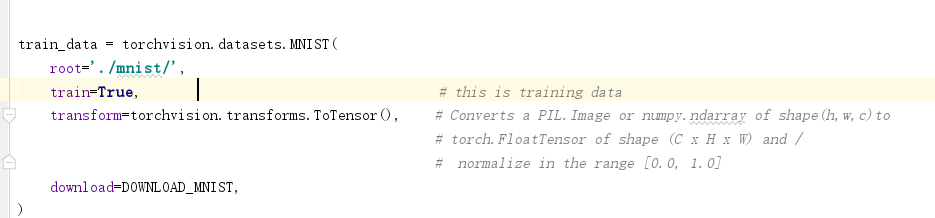 train_data = torchvision.datasets.MNIST(
    root='./mnist/',
    train=True,                                     # this is training data
    transform=torchvision.transforms.ToTensor(),    # Converts a PIL.Image or numpy.ndarray of shape(h,w,c)to
                                                    # torch.FloatTensor of shape (C x H x W) and /
                                                    #  normalize in the range [0.0, 1.0]
    download=DOWNLOAD_MNIST,
)